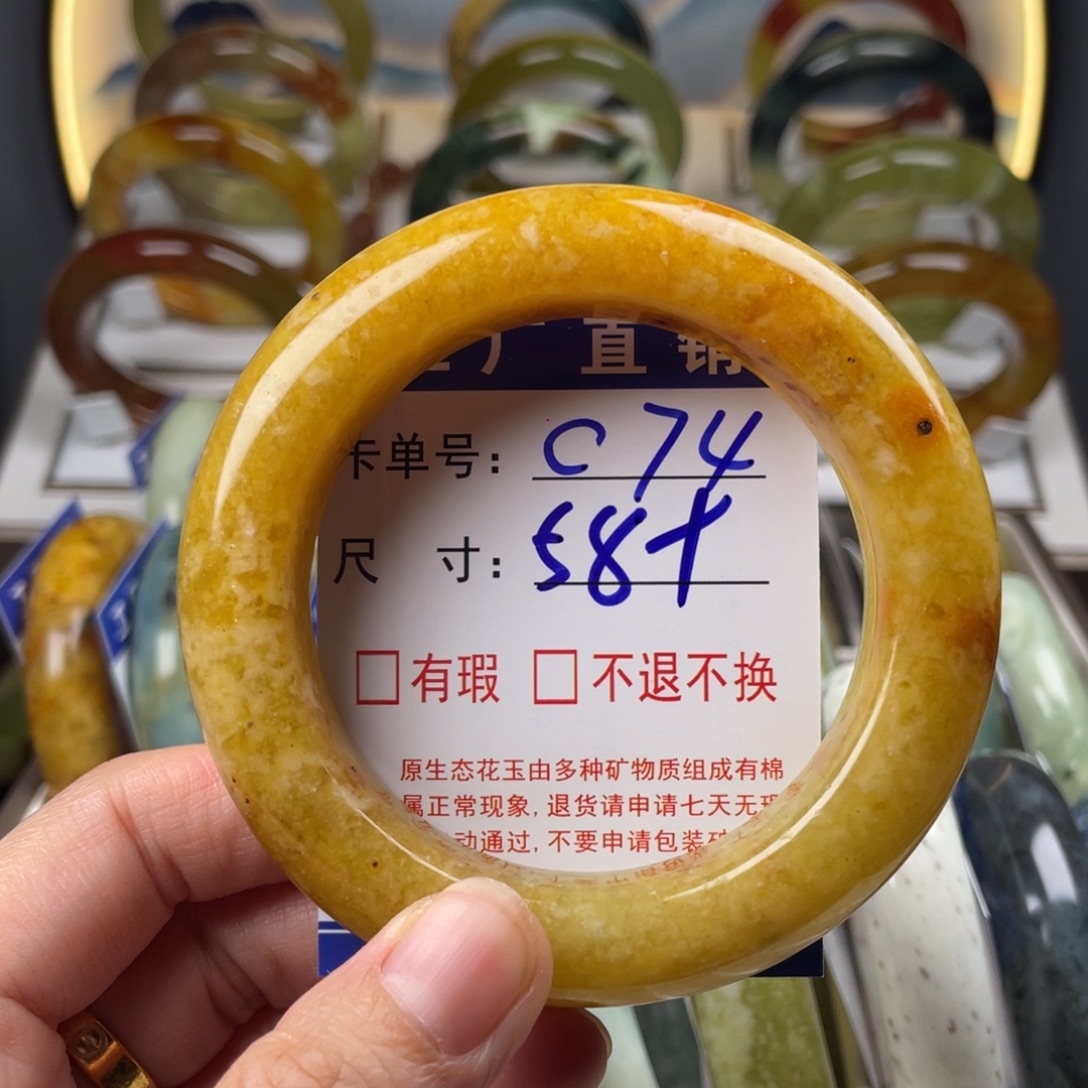 厂直销
卡单号: C74
尺 寸: 58+
□有瑕 □不退不换
原生态花玉由多种矿物质组成有棉
属正常现象,退货请申请七天无
动通过,不要申请包装